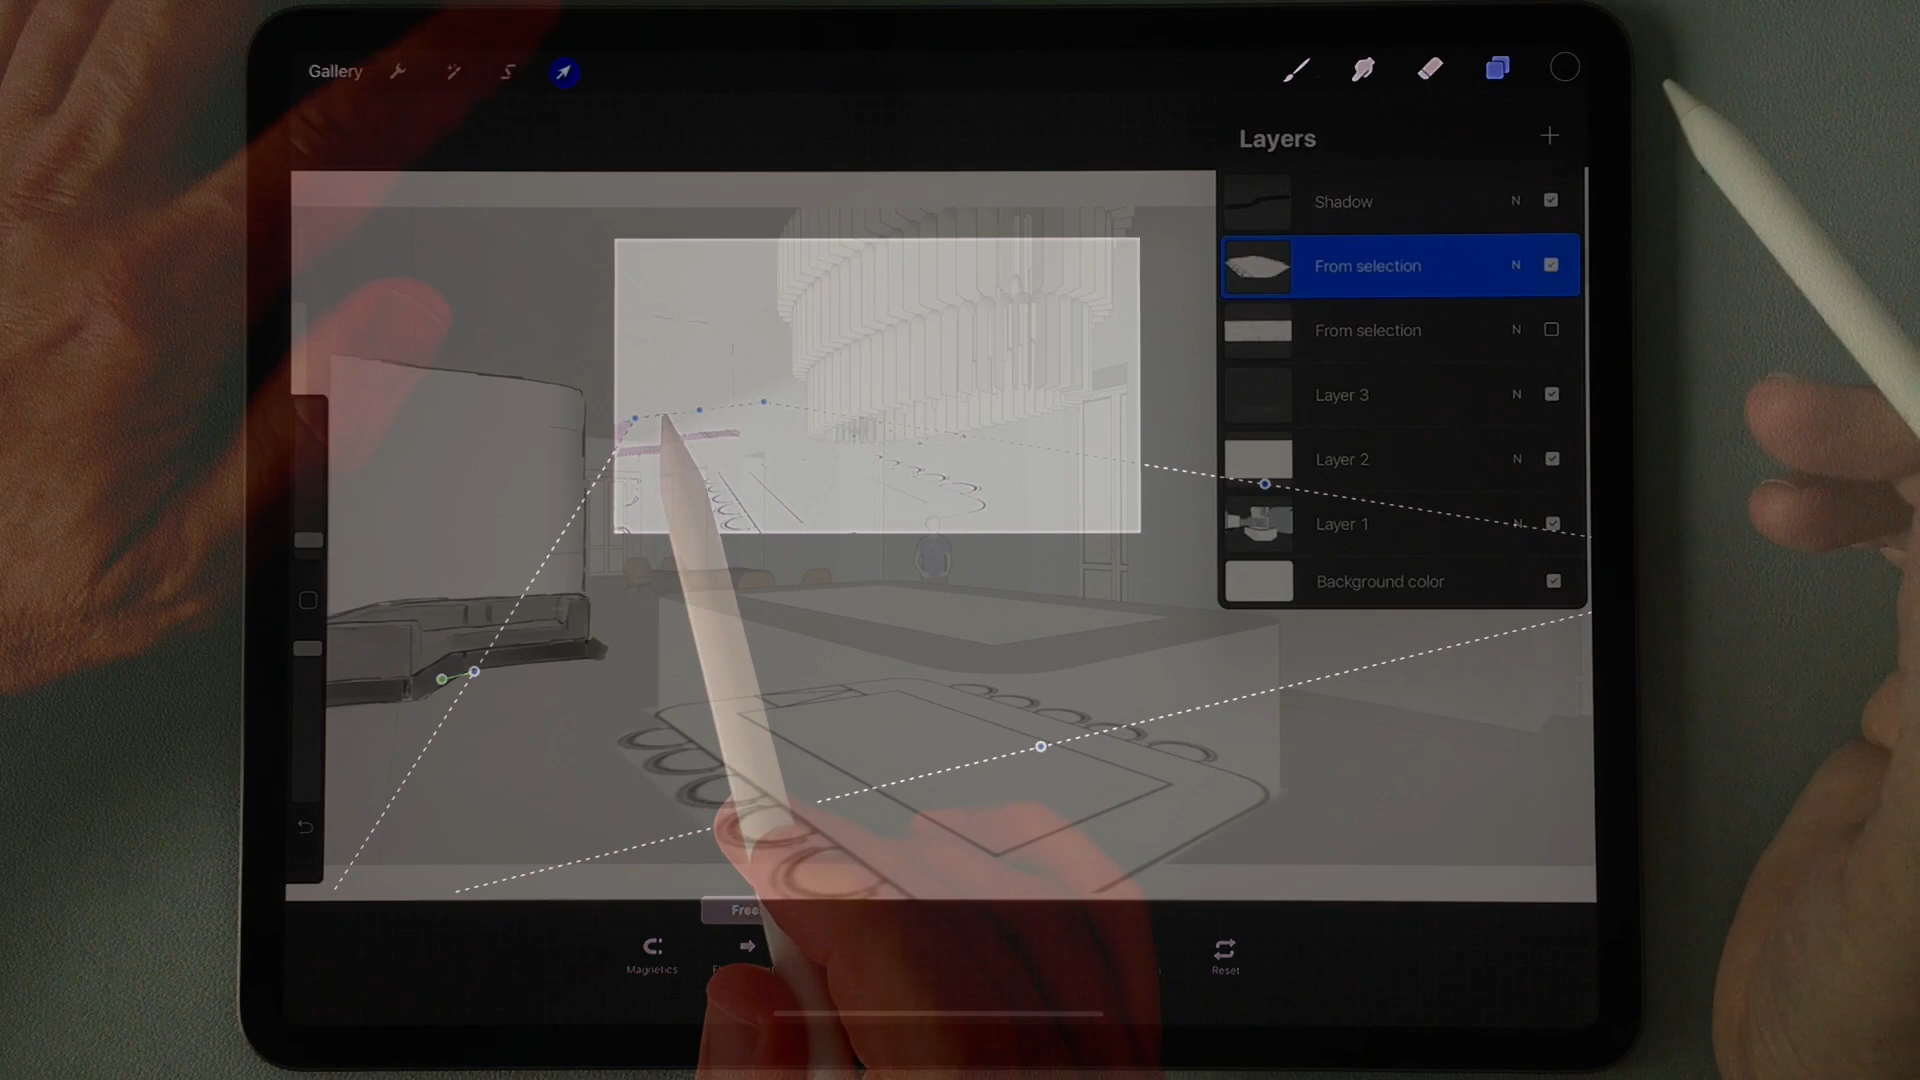 Gallery
Layers
Shadow N
From selection N
From selection N
Layer 3 N
Layer 2 N
Layer 1 N
Background color
Free
Magnetics
Reset